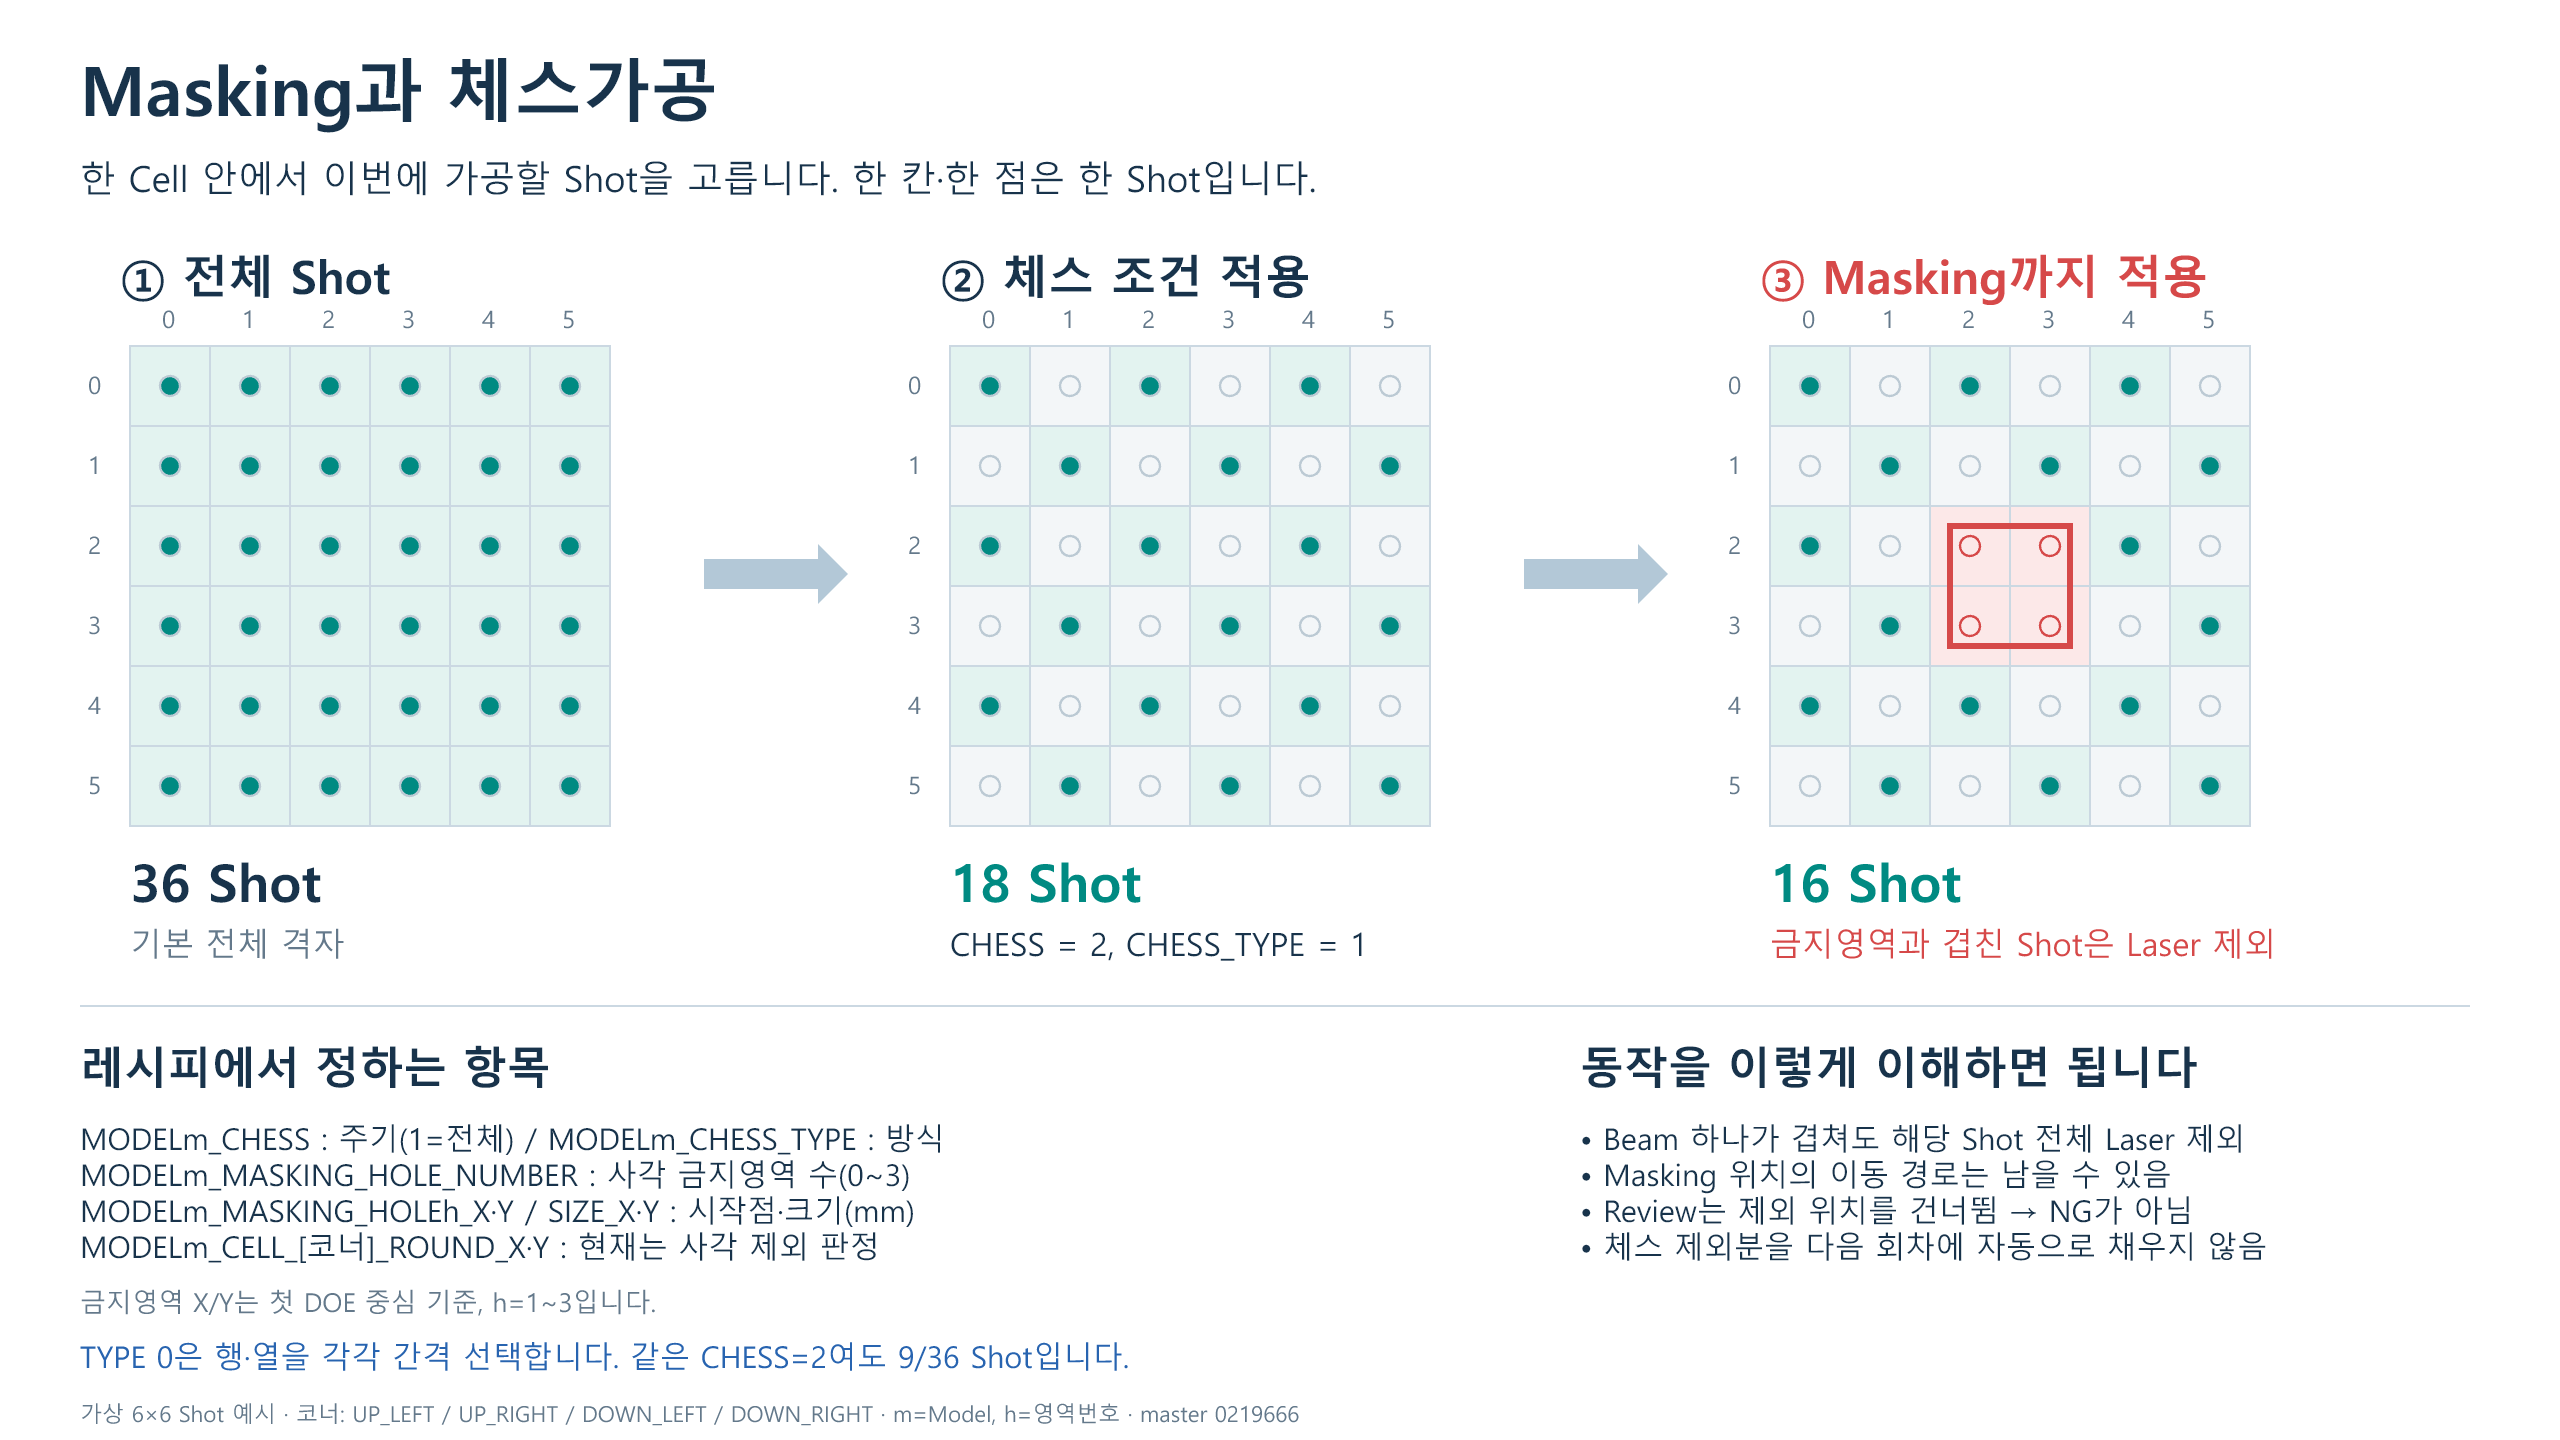 Masking과 체스가공
한 Cell 안에서 이번에 가공할 Shot을 고릅니다. 한 칸·한 점은 한 Shot입니다.
① 전체 Shot
0 1 2 3 4 5
0
1
2
3
4
5
36 Shot
기본 전체 격자
② 체스 조건 적용
0 1 2 3 4 5
0
1
2
3
4
5
18 Shot
CHESS = 2, CHESS_TYPE = 1
③ Masking까지 적용
0 1 2 3 4 5
0
1
2
3
4
5
16 Shot
금지영역과 겹친 Shot은 Laser 제외
레시피에서 정하는 항목
MODELm_CHESS : 주기(1=전체) / MODELm_CHESS_TYPE : 방식
MODELm_MASKING_HOLE_NUMBER : 사각 금지영역 수(0~3)
MODELm_MASKING_HOLEh_X·Y / SIZE_X·Y : 시작점·크기(mm)
MODELm_CELL_[코너]_ROUND_X·Y : 현재는 사각 제외 판정
금지영역 X/Y는 첫 DOE 중심 기준, h=1~3입니다.
TYPE 0은 행·열을 각각 간격 선택합니다. 같은 CHESS=2여도 9/36 Shot입니다.
동작을 이렇게 이해하면 됩니다
• Beam 하나가 겹쳐도 해당 Shot 전체 Laser 제외
• Masking 위치의 이동 경로는 남을 수 있음
• Review는 제외 위치를 건너뜀 → NG가 아님
• 체스 제외분을 다음 회차에 자동으로 채우지 않음
가상 6×6 Shot 예시 · 코너: UP_LEFT / UP_RIGHT / DOWN_LEFT / DOWN_RIGHT · m=Model, h=영역번호 · master 0219666